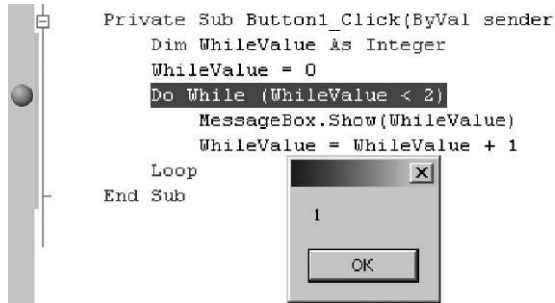 Private Sub Button1_Click(ByVal sender
Dim WhileValue As Integer
WhileValue = 0
Do While (WhileValue < 2)
MessageBox.Show(WhileValue)
WhileValue = WhileValue + 1
Loop
End Sub
1
OK